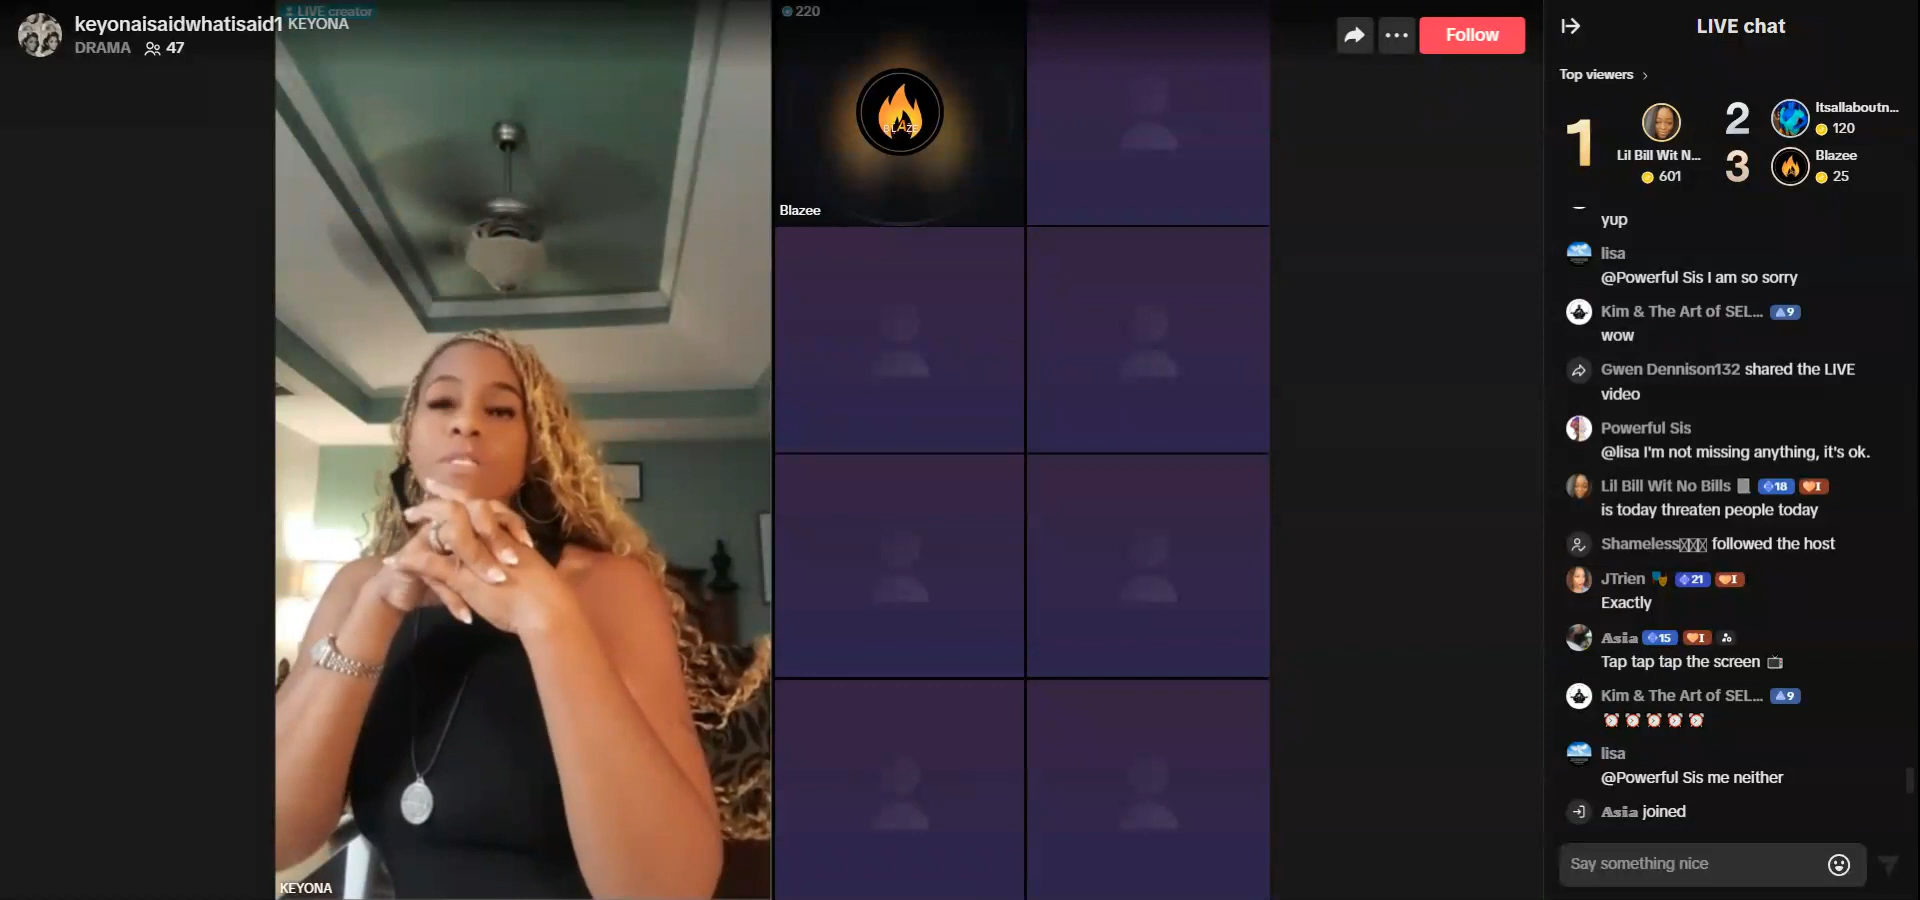 keyonaisaidwhatisaid1
DRAMA 47
LIVE creator
KEYONA
220
BLAZE
Blazee
KEYONA
Follow
LIVE chat
Top viewers
1
Lil Bill Wit N...
601
2
Itsallaboutn...
120
3
Blazee
25
yup
lisa
@Powerful Sis I am so sorry
Kim & The Art of SEL... 9
wow
Gwen Dennison132 shared the LIVE
video
Powerful Sis
@lisa I'm not missing anything, it's ok.
Lil Bill Wit No Bills 18 I
is today threaten people today
Shameless followed the host
JTrien 21 I
Exactly
Asia 15 I
Tap tap tap the screen
Kim & The Art of SEL... 9
lisa
@Powerful Sis me neither
Asia joined
Say something nice